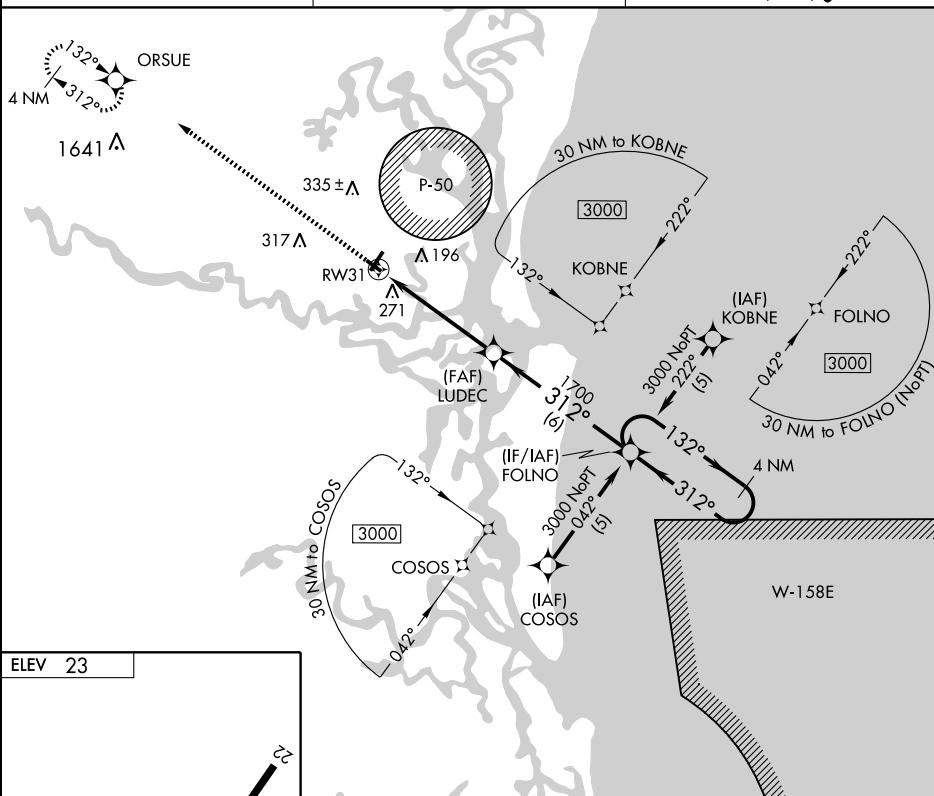 132°
ORSUE
4 NM
312°
1641
30 NM to KOBNE
335 ±
P-50
3000
222°
317
196
132°
KOBNE
222°
RW31
271
(IAF)
KOBNE
FOLNO
042°
3000
30 NM to FOLNO (NoPT)
3000 NoPT
222°
(5)
(FAF)
LUDEC
1700
312°
(6)
132°
4 NM
(IF/IAF)
FOLNO
312°
132°
3000
30 NM to COSOS
3000 NoPT
042°
(5)
COSOS
042°
(IAF)
COSOS
W-158E
ELEV 23
22